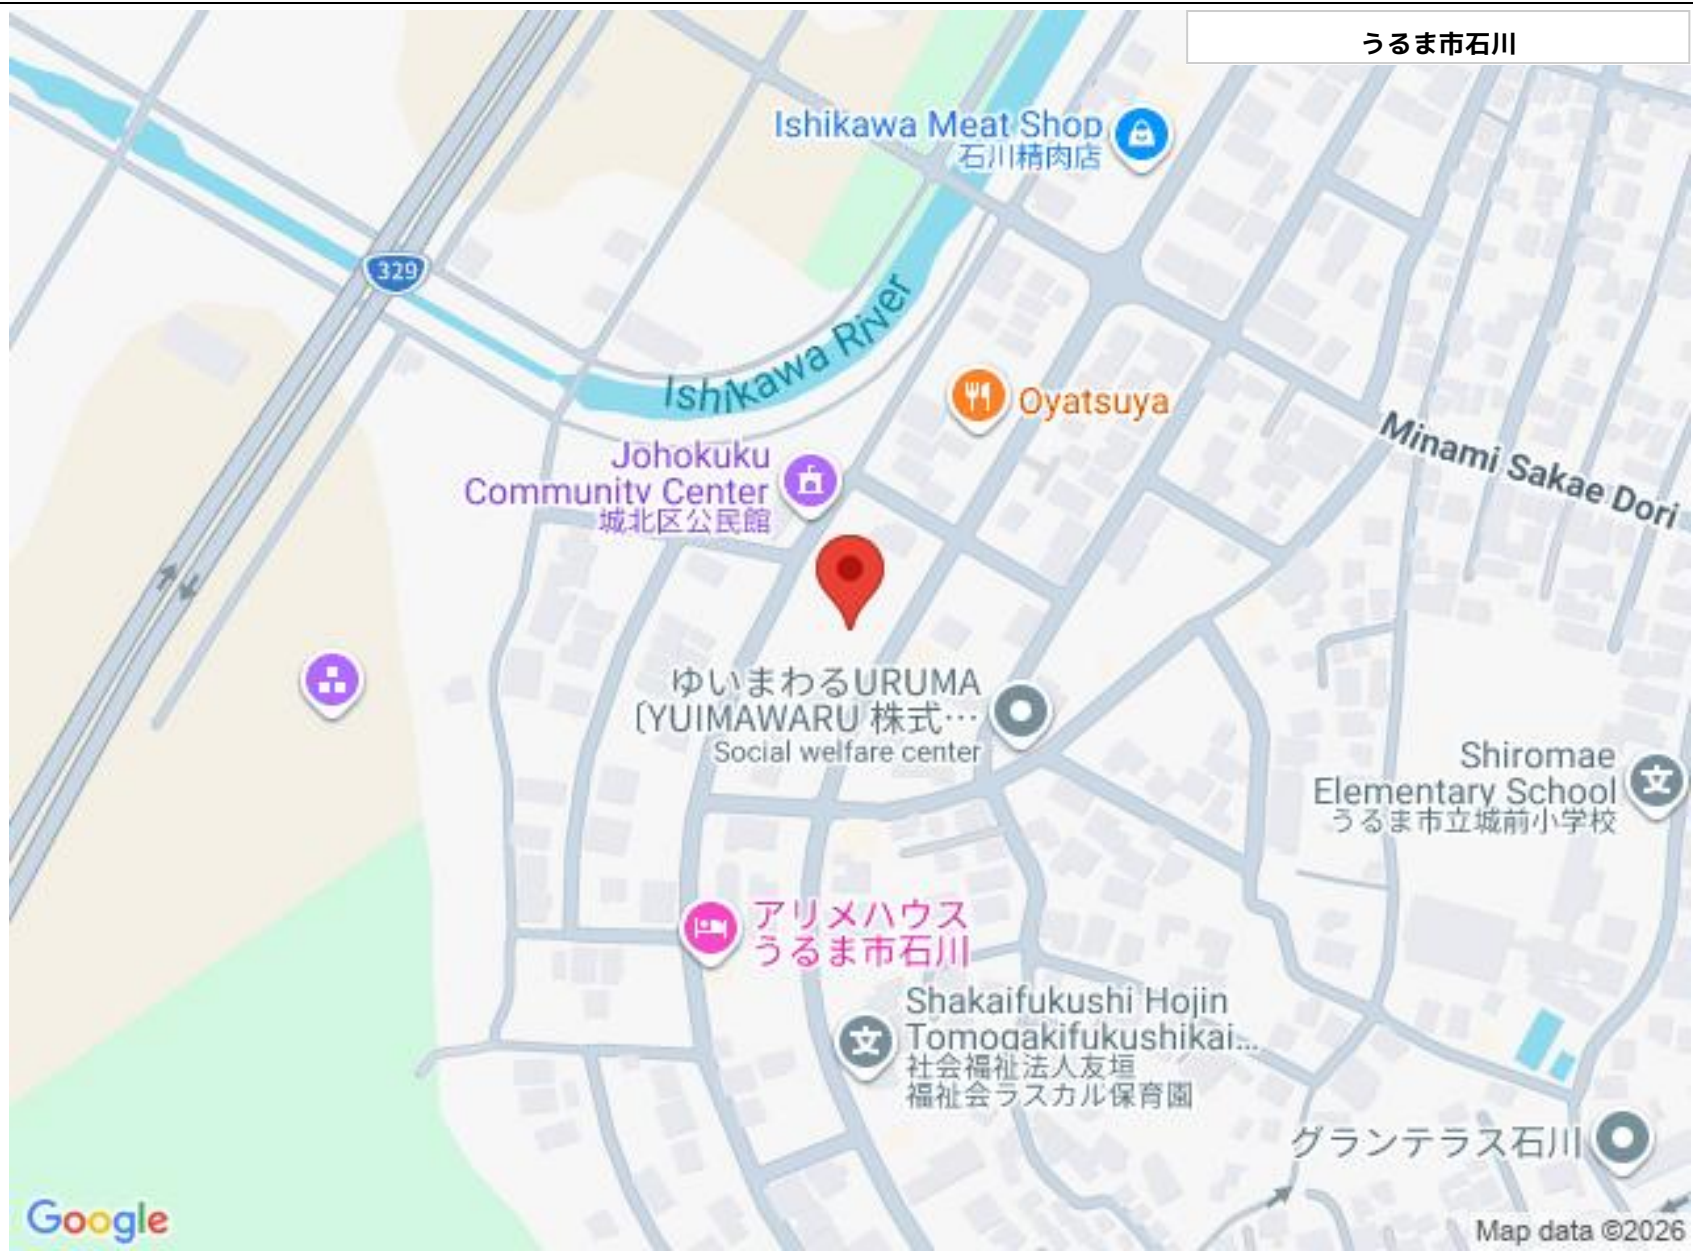 うるま市石川
Ishikawa Meat Shop
石川精肉店
329
Ishikawa River
Oyatsuya
Minami Sakae Dori
Johokuku
Community Center
城北区公民館
ゆいまわるURUMA
〔YUIMAWARU 株式…
Social welfare center
Shiromae
Elementary School
うるま市立城前小学校
アリメハウス
うるま市石川
Shakaifukushi Hojin
Tomogakifukushikai...
社会福祉法人友垣
福祉会ラスカル保育園
グランテラス石川
Google
Map data ©2026